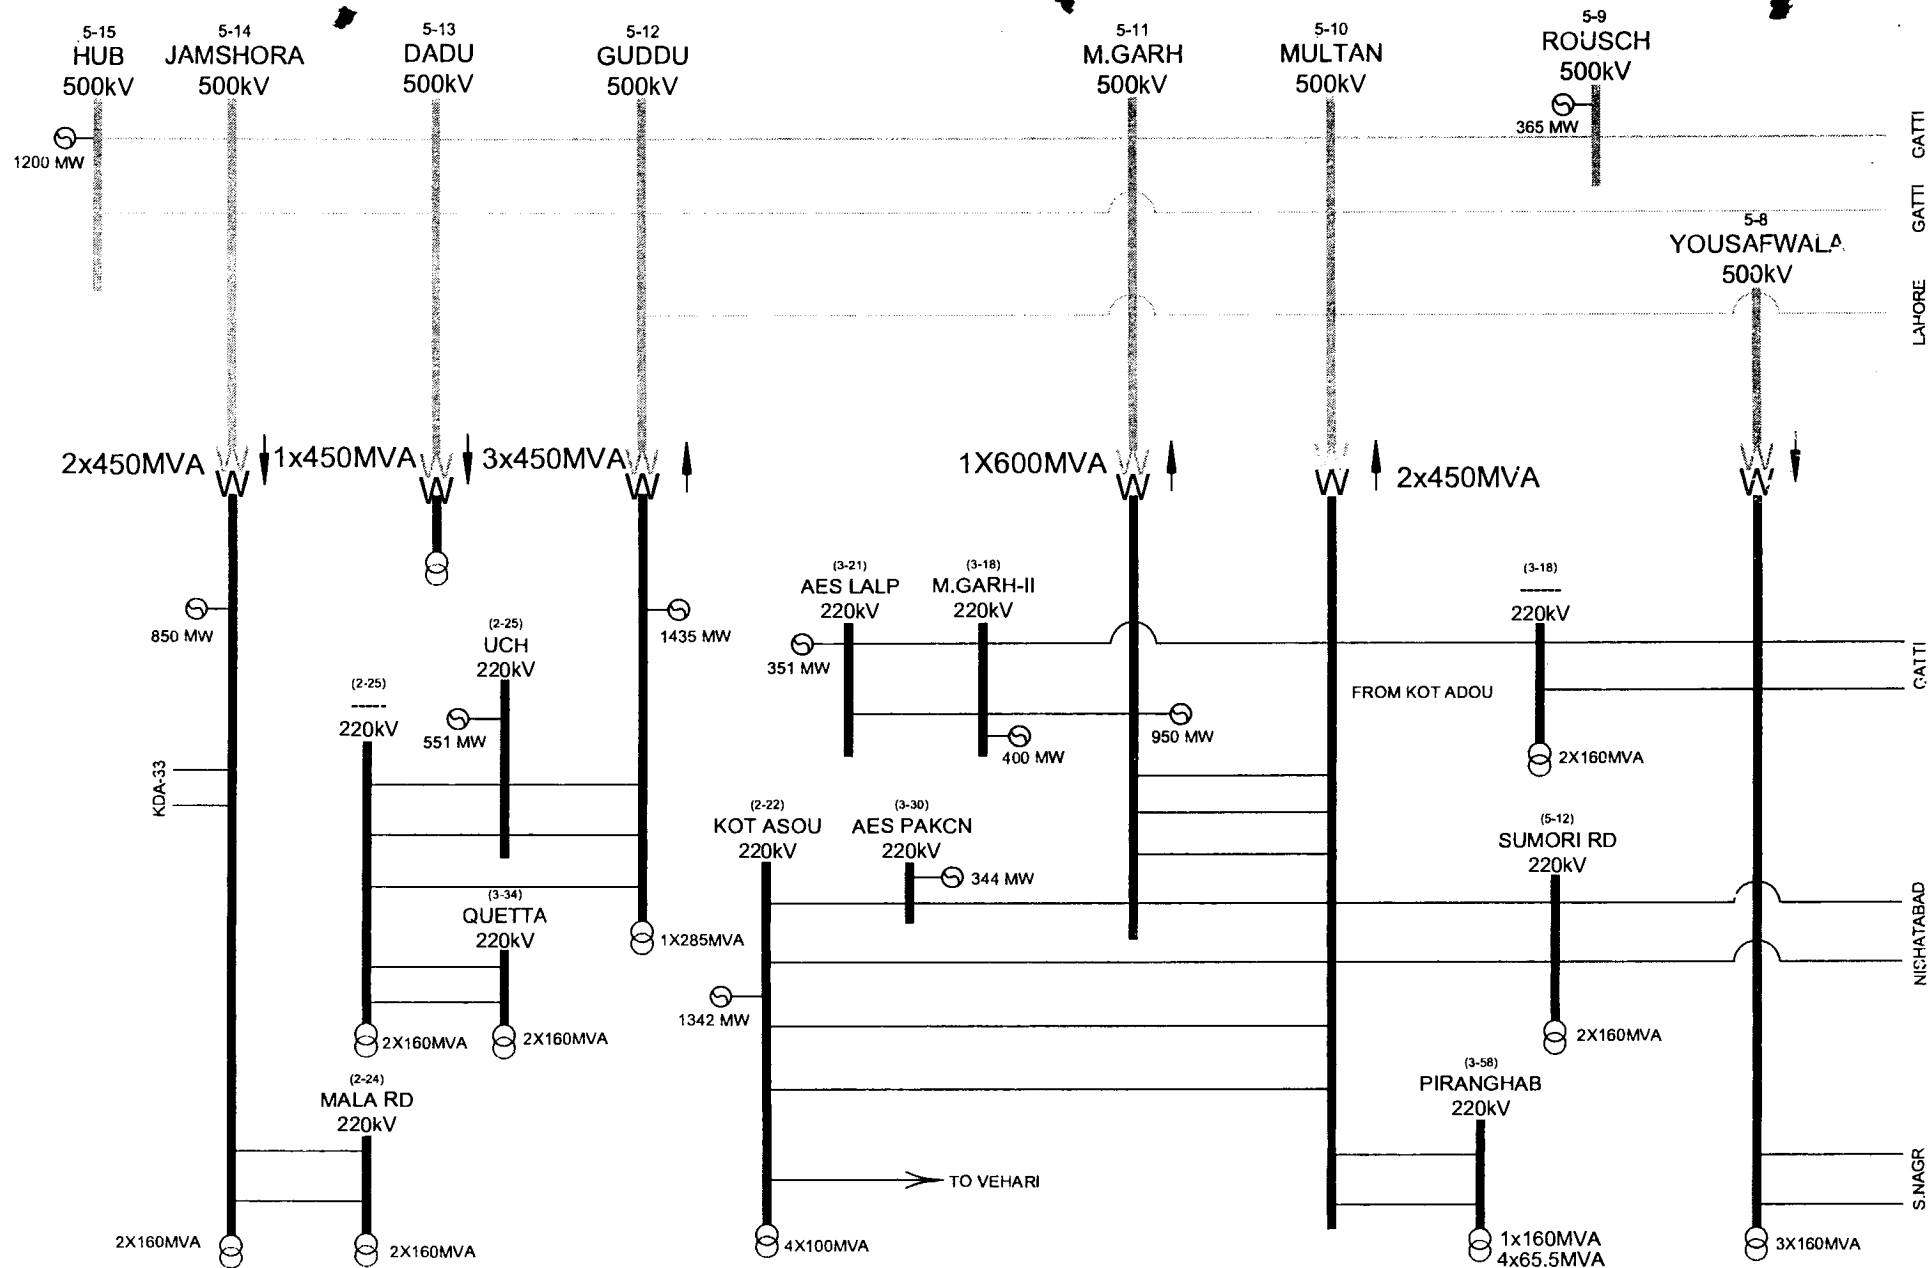 5-15
HUB
500kV
5-14
JAMSHORA
500kV
5-13
DADU
500kV
5-12
GUDDU
500kV
5-11
M.GARH
500kV
5-10
MULTAN
500kV
5-9
ROUSCH
500kV
1200 MW
365 MW
GATTI
GATTI
5-8
YOUSAFWALA
500kV
LAHORE
2x450MVA
1x450MVA
3x450MVA
1X600MVA
2x450MVA
850 MW
1435 MW
(3-21)
AES LALP
220kV
(3-18)
M.GARH-II
220kV
(3-18)
-----
220kV
351 MW
GATTI
(2-25)
UCH
220kV
(2-25)
-----
220kV
551 MW
FROM KOT ADOU
950 MW
400 MW
2X160MVA
KDA-33
(2-22)
KOT ASOU
220kV
(3-30)
AES PAKCN
220kV
344 MW
(5-12)
SUMORI RD
220kV
(3-34)
QUETTA
220kV
1X285MVA
NISHATABAD
1342 MW
2X160MVA
2X160MVA
2X160MVA
(2-24)
MALA RD
220kV
(3-58)
PIRANGHAB
220kV
TO VEHARI
S.NAGR
2X160MVA
2X160MVA
4X100MVA
1x160MVA
4x65.5MVA
3X160MVA